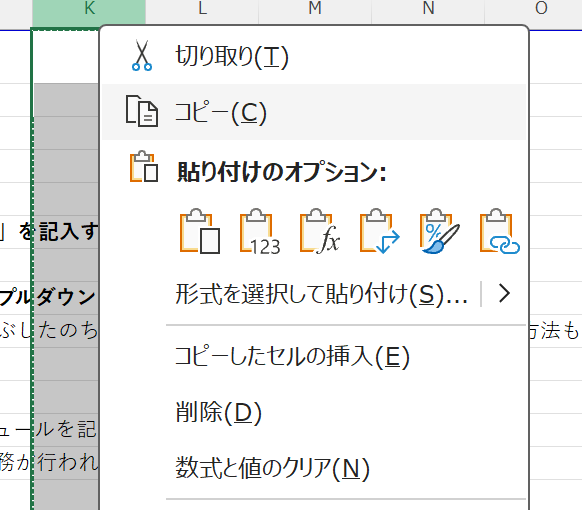 K L M N O
切り取り(T)
コピー(C)
貼り付けのオプション:
123 fx %
」を記入す
形式を選択して貼り付け(S)...
プルダウン
ぶしたのち
方法も
コピーしたセルの挿入(E)
削除(D)
ュールを記
務が行われ
数式と値のクリア(N)